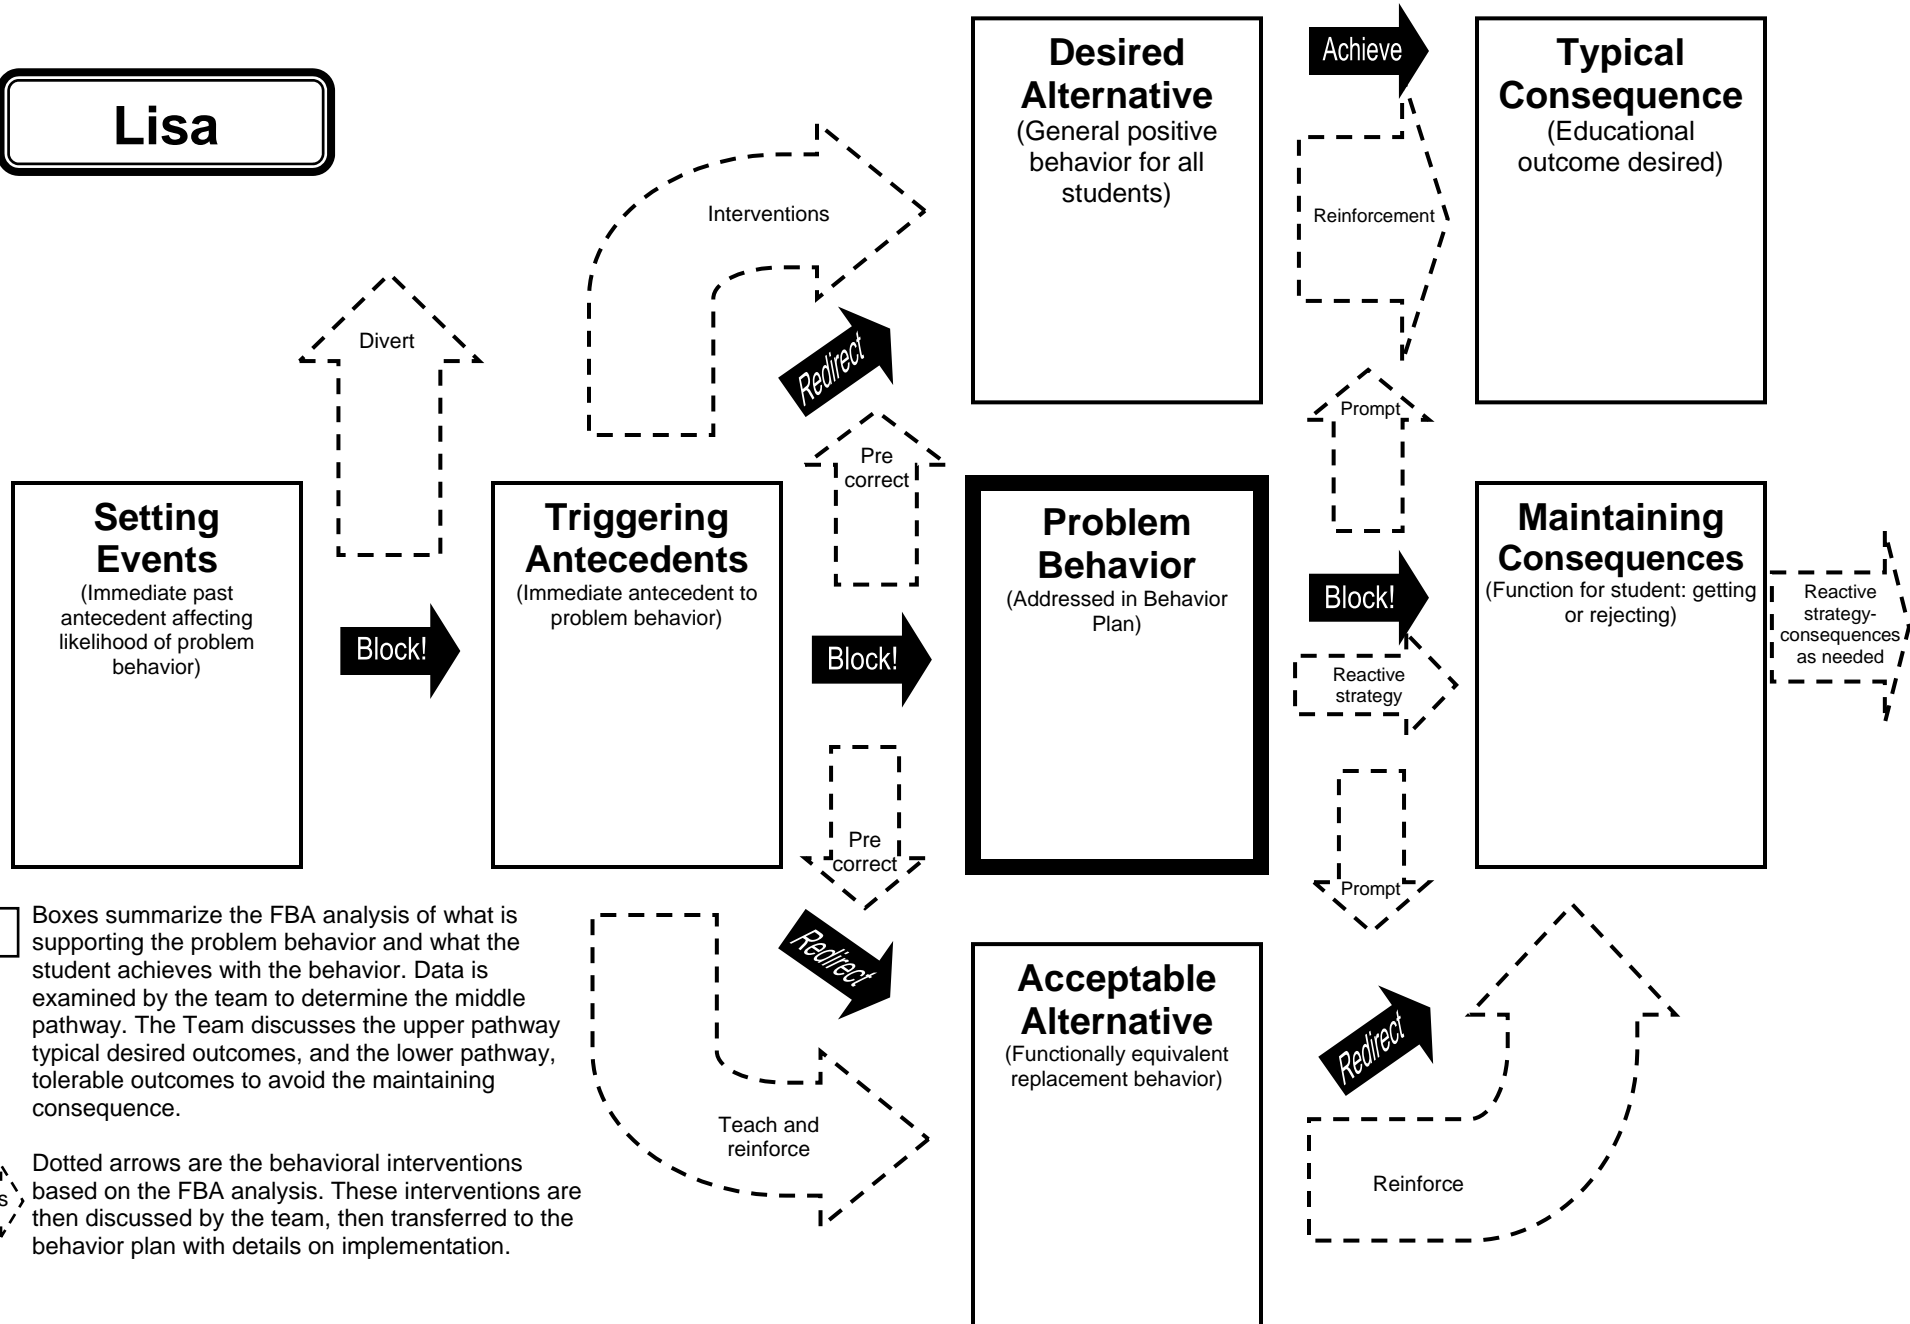 Lisa
Desired
Alternative
(General positive
behavior for all
students)
Achieve
Reinforcement
Typical
Consequence
(Educational
outcome desired)
Interventions
Divert
Redirect
Pre
correct
Prompt
Setting
Events
(Immediate past
antecedent affecting
likelihood of problem
behavior)
Block!
Triggering
Antecedents
(Immediate antecedent to
problem behavior)
Block!
Problem
Behavior
(Addressed in Behavior
Plan)
Block!
Reactive
strategy
Maintaining
Consequences
(Function for student: getting
or rejecting)
Reactive
strategy-
consequences
as needed
Pre
correct
Prompt
Redirect
Boxes summarize the FBA analysis of what is
supporting the problem behavior and what the
student achieves with the behavior. Data is
examined by the team to determine the middle
pathway. The Team discusses the upper pathway
typical desired outcomes, and the lower pathway,
tolerable outcomes to avoid the maintaining
consequence.
s
Dotted arrows are the behavioral interventions
based on the FBA analysis. These interventions are
then discussed by the team, then transferred to the
behavior plan with details on implementation.
Teach and
reinforce
Acceptable
Alternative
(Functionally equivalent
replacement behavior)
Redirect
Reinforce